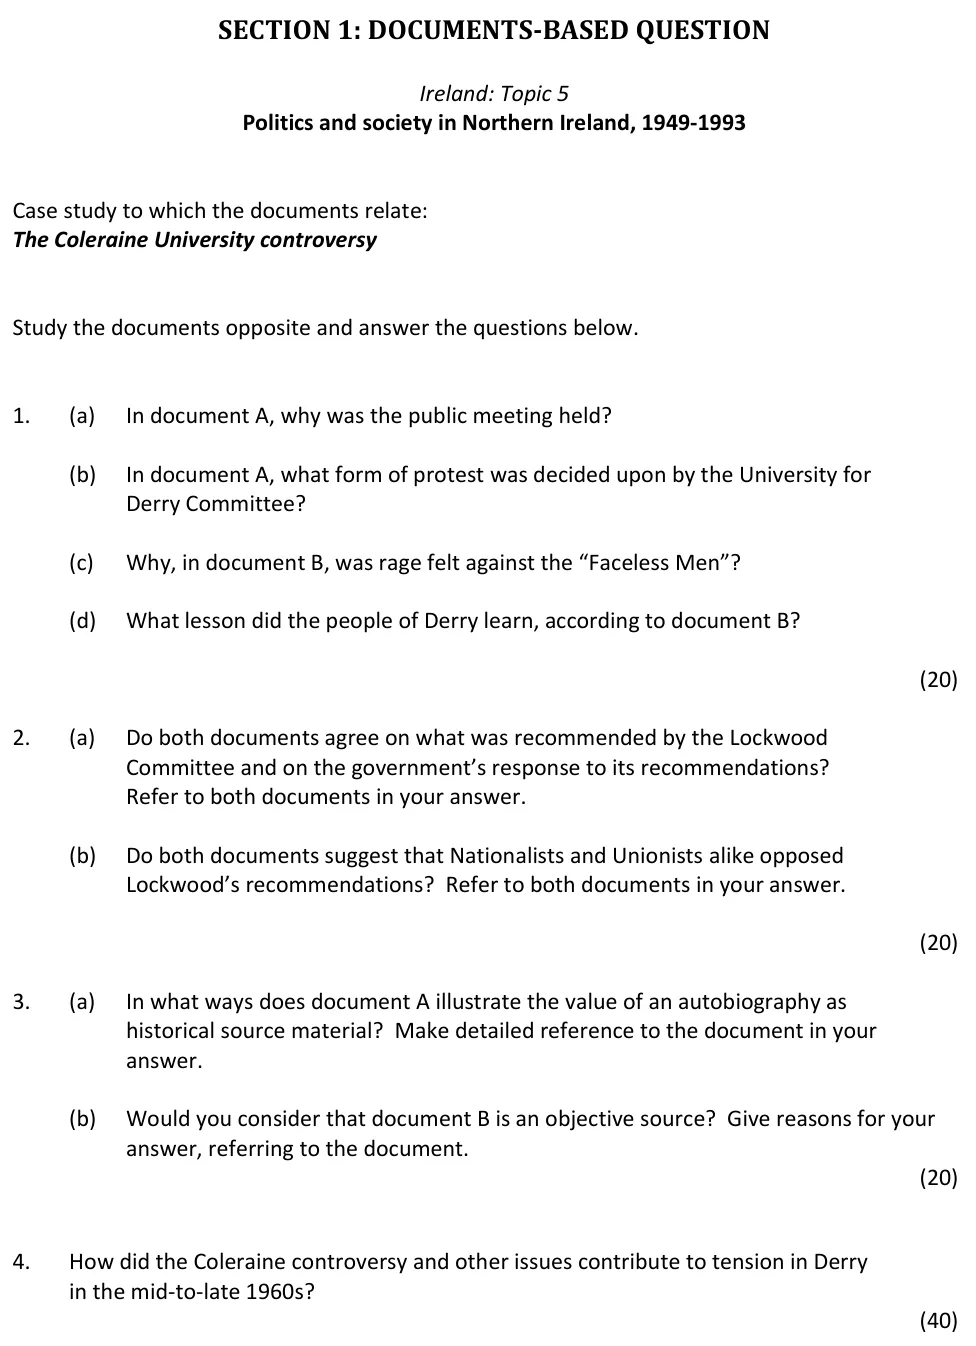 SECTION 1: DOCUMENTS-BASED QUESTION
Ireland: Topic 5
Politics and society in Northern Ireland, 1949-1993
Case study to which the documents relate:
The Coleraine University controversy
Study the documents opposite and answer the questions below.
1. (a) In document A, why was the public meeting held?
(b) In document A, what form of protest was decided upon by the University for
Derry Committee?
(c) Why, in document B, was rage felt against the “Faceless Men”?
(d) What lesson did the people of Derry learn, according to document B?
(20)
2. (a) Do both documents agree on what was recommended by the Lockwood
Committee and on the government’s response to its recommendations?
Refer to both documents in your answer.
(b) Do both documents suggest that Nationalists and Unionists alike opposed
Lockwood’s recommendations? Refer to both documents in your answer.
(20)
3. (a) In what ways does document A illustrate the value of an autobiography as
historical source material? Make detailed reference to the document in your
answer.
(b) Would you consider that document B is an objective source? Give reasons for your
answer, referring to the document.
(20)
4. How did the Coleraine controversy and other issues contribute to tension in Derry
in the mid-to-late 1960s?
(40)